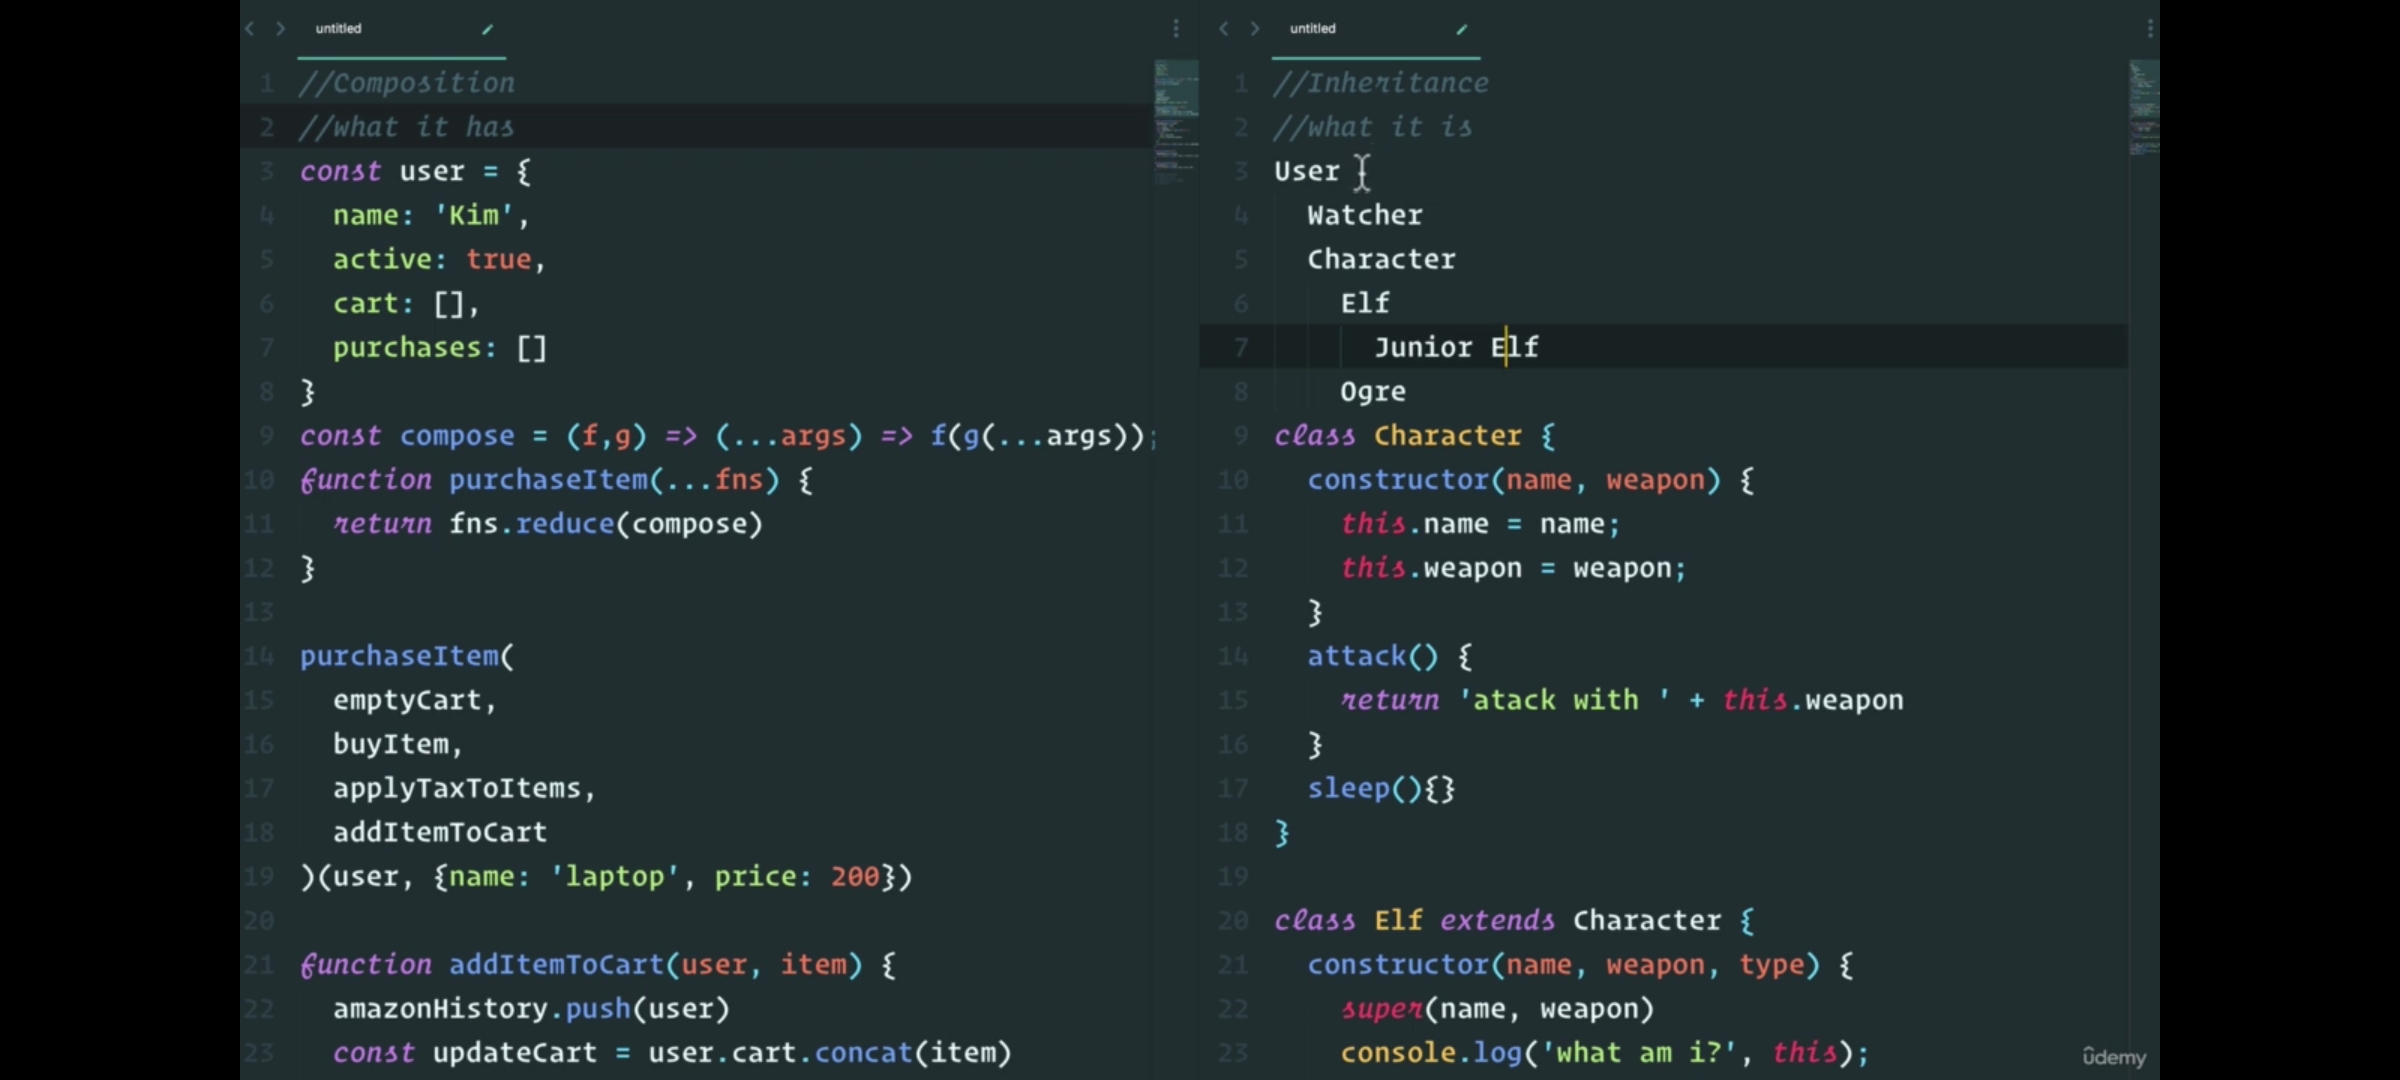 untitled
1 //Composition
2 //what it has
3 const user = {
4 name: 'Kim',
5 active: true,
6 cart: [],
7 purchases: []
8 }
9 const compose = (f,g) => (...args) => f(g(...args));
10 function purchaseItem(...fns) {
11 return fns.reduce(compose)
12 }
13
14 purchaseItem(
15 emptyCart,
16 buyItem,
17 applyTaxToItems,
18 addItemToCart
19 )(user, {name: 'laptop', price: 200})
20
21 function addItemToCart(user, item) {
22 amazonHistory.push(user)
23 const updateCart = user.cart.concat(item)
untitled
1 //Inheritance
2 //what it is
3 User
4 Watcher
5 Character
6 Elf
7 Junior Elf
8 Ogre
9 class Character {
10 constructor(name, weapon) {
11 this.name = name;
12 this.weapon = weapon;
13 }
14 attack() {
15 return 'atack with ' + this.weapon
16 }
17 sleep(){}
18 }
19
20 class Elf extends Character {
21 constructor(name, weapon, type) {
22 super(name, weapon)
23 console.log('what am i?', this);
ûdemy